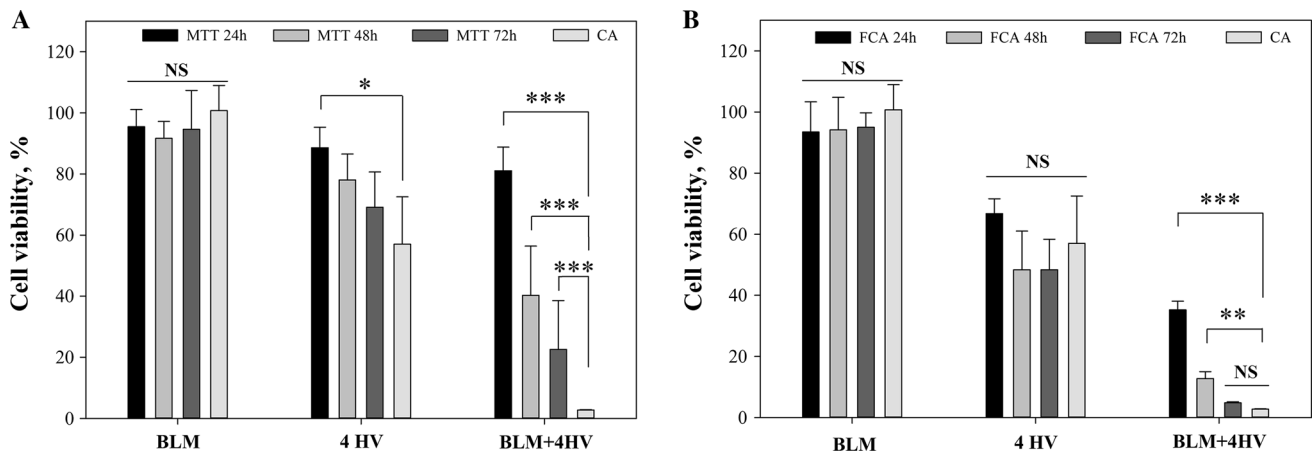 A
MTT 24h MTT 48h MTT 72h CA
Cell viability, %
120
100
80
60
40
20
0
NS
*
***
***
***
BLM 4 HV BLM+4HV
B
FCA 24h FCA 48h FCA 72h CA
Cell viability, %
120
100
80
60
40
20
0
NS
NS
***
**
NS
BLM 4 HV BLM+4HV